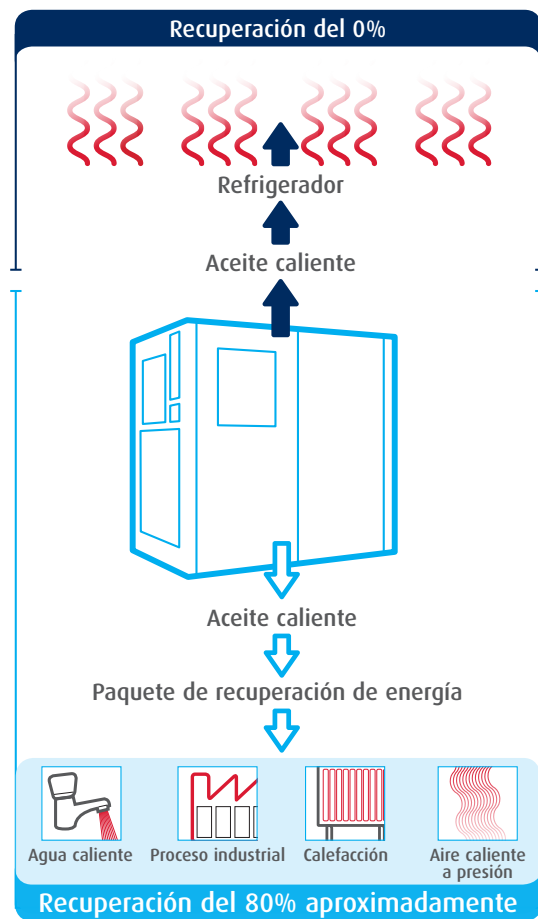 Recuperación del 0%
Refrigerador
Aceite caliente
Aceite caliente
Paquete de recuperación de energía
Agua caliente
Proceso industrial
Calefacción
Aire caliente
a presión
Recuperación del 80% aproximadamente